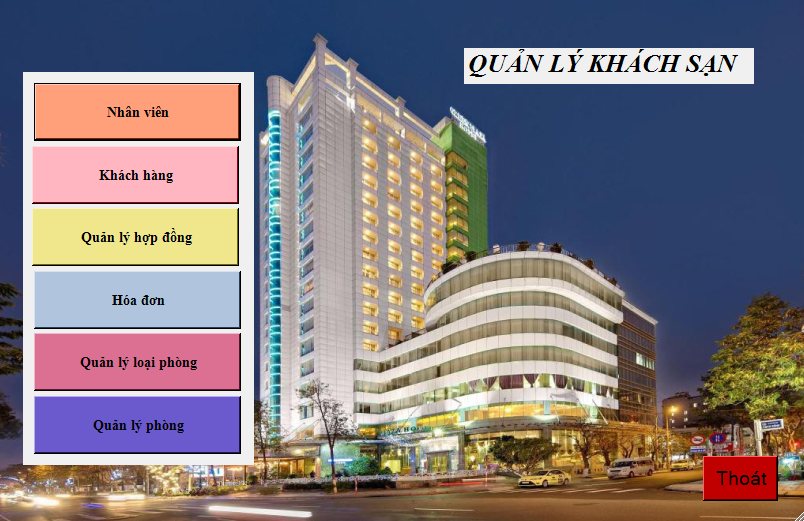 QUẢN LÝ KHÁCH SẠN
Nhân viên
Khách hàng
Quản lý hợp đồng
Hóa đơn
Quản lý loại phòng
Quản lý phòng
Thoát